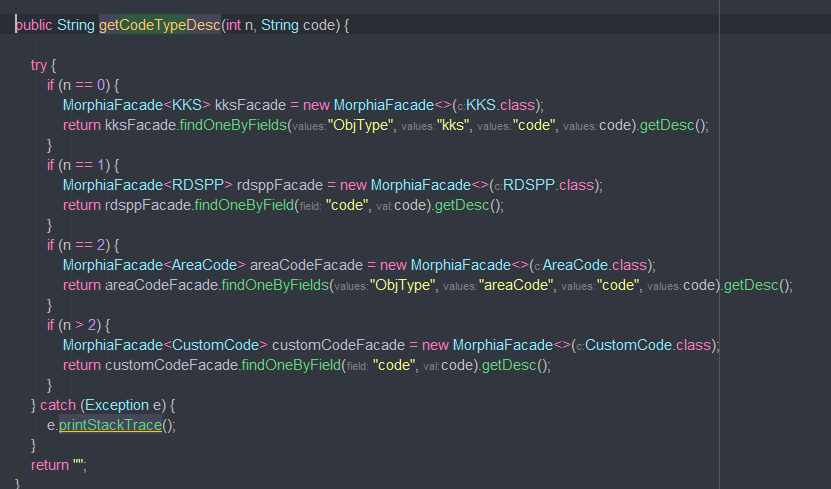 public String getCodeTypeDesc(int n, String code) {
try {
if (n == 0) {
MorphiaFacade<KKS> kksFacade = new MorphiaFacade<>(c:KKS.class);
return kksFacade.findOneByFields(values:"ObjType", values:"kks", values:"code", values:code).getDesc();
}
if (n == 1) {
MorphiaFacade<RDSPP> rdsppFacade = new MorphiaFacade<>(c:RDSPP.class);
return rdsppFacade.findOneByField(field: "code", val:code).getDesc();
}
if (n == 2) {
MorphiaFacade<AreaCode> areaCodeFacade = new MorphiaFacade<>(c:AreaCode.class);
return areaCodeFacade.findOneByFields(values:"ObjType", values:"areaCode", values:"code", values:code).getDesc();
}
if (n > 2) {
MorphiaFacade<CustomCode> customCodeFacade = new MorphiaFacade<>(c:CustomCode.class);
return customCodeFacade.findOneByField(field: "code", val:code).getDesc();
}
} catch (Exception e) {
e.printStackTrace();
}
return "";
}